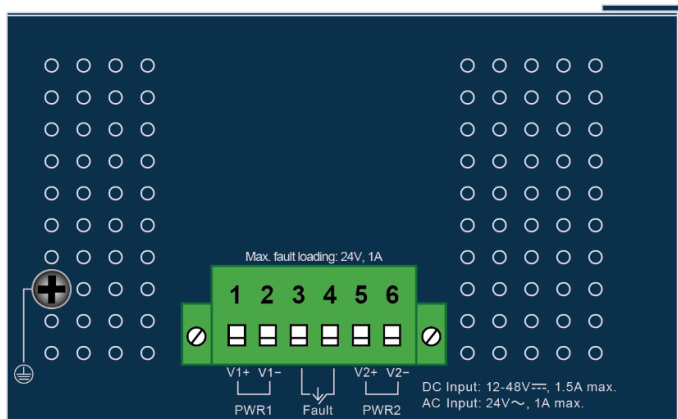 Max. fault loading: 24V, 1A
1 2 3 4 5 6
V1+ V1− V2+ V2−
PWR1 Fault PWR2
DC Input: 12-48V⎓, 1.5A max.
AC Input: 24V～, 1A max.